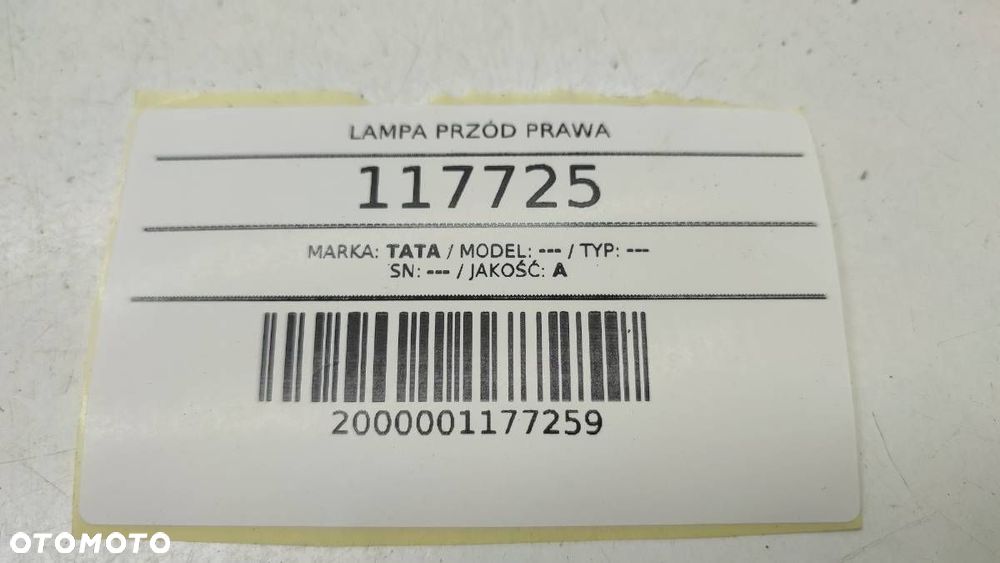 LAMPA PRZÓD PRAWA
117725
MARKA: TATA / MODEL: --- / TYP: ---
SN: --- / JAKOŚĆ: A
2000001177259
OTOMOTO